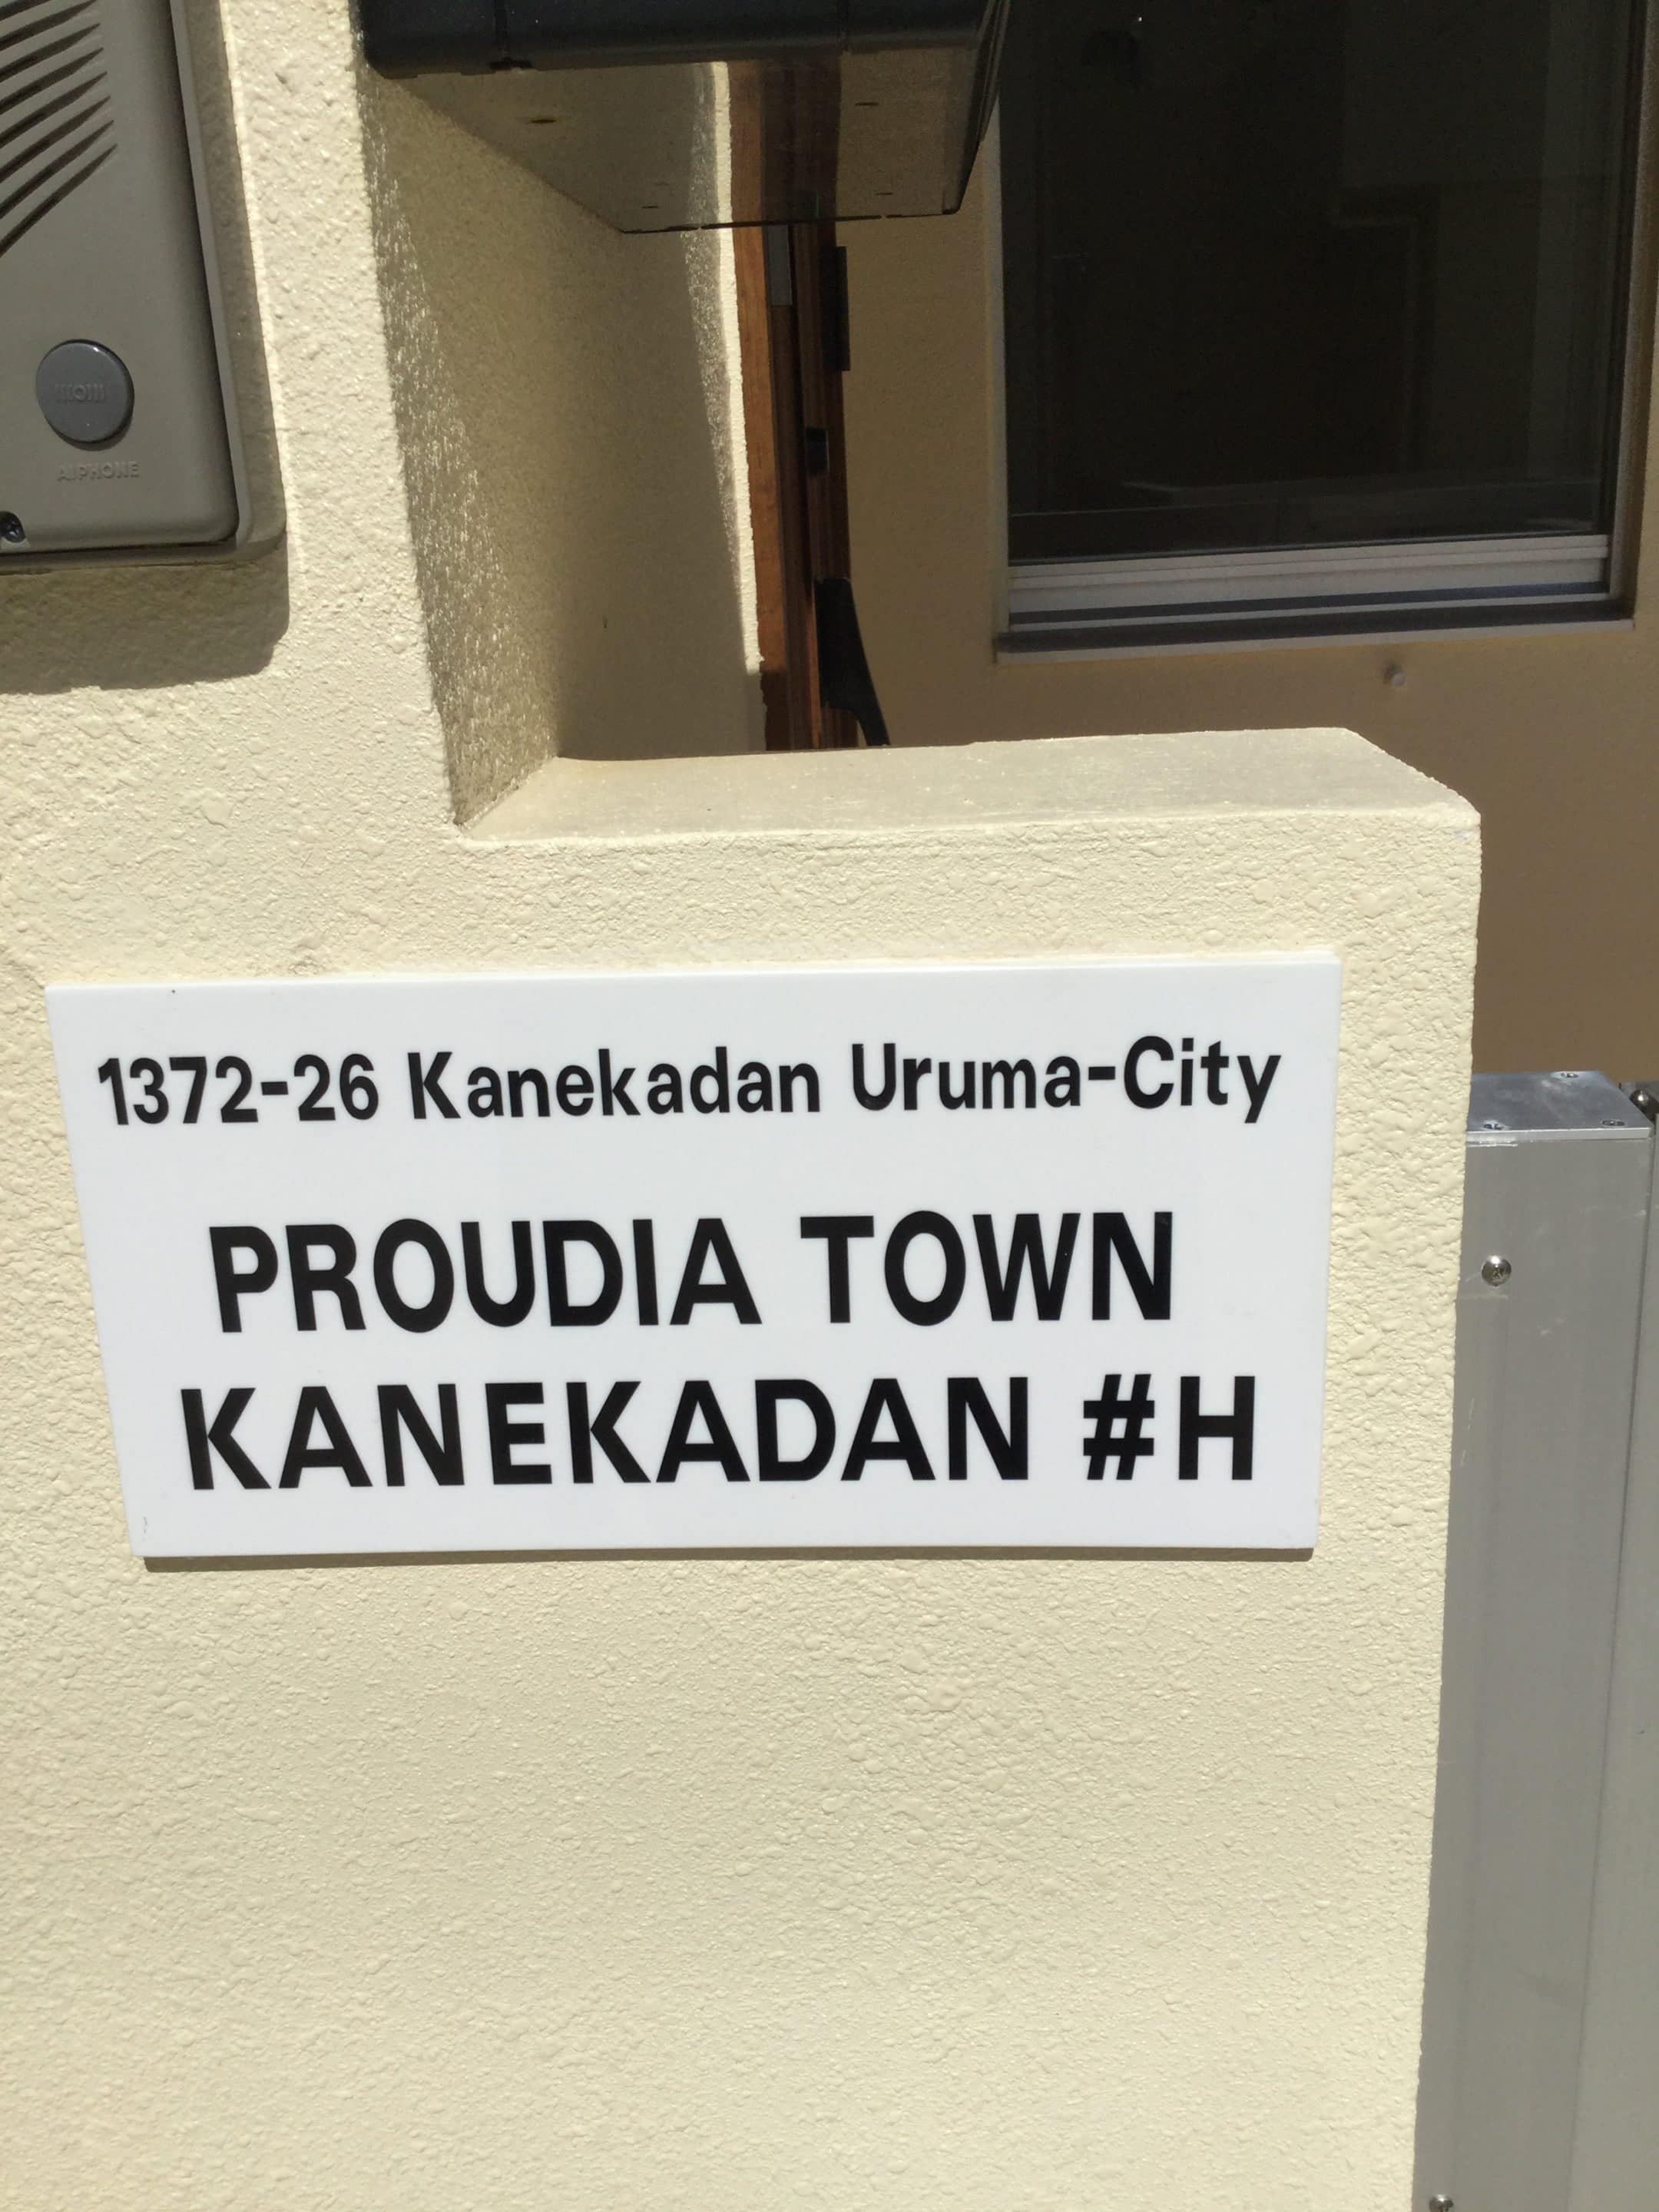 AIPHONE
1372-26 Kanekadan Uruma-City
PROUDIA TOWN
KANEKADAN #H